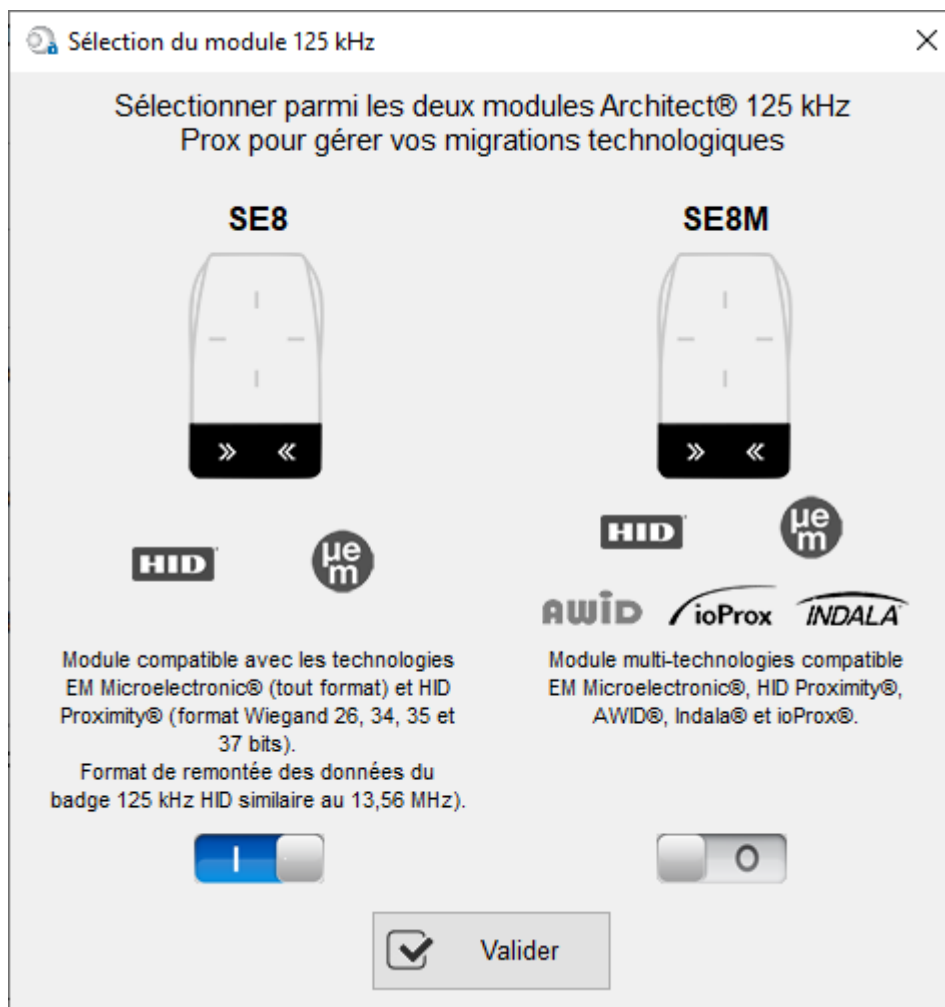 Sélection du module 125 kHz
Sélectionner parmi les deux modules Architect® 125 kHz
Prox pour gérer vos migrations technologiques
SE8
HID
µem
Module compatible avec les technologies
EM Microelectronic® (tout format) et HID
Proximity® (format Wiegand 26, 34, 35 et
37 bits).
Format de remontée des données du
badge 125 kHz HID similaire au 13,56 MHz).
I
SE8M
HID
µem
AWiD ioProx INDALA
Module multi-technologies compatible
EM Microelectronic®, HID Proximity®,
AWID®, Indala® et ioProx®.
O
Valider